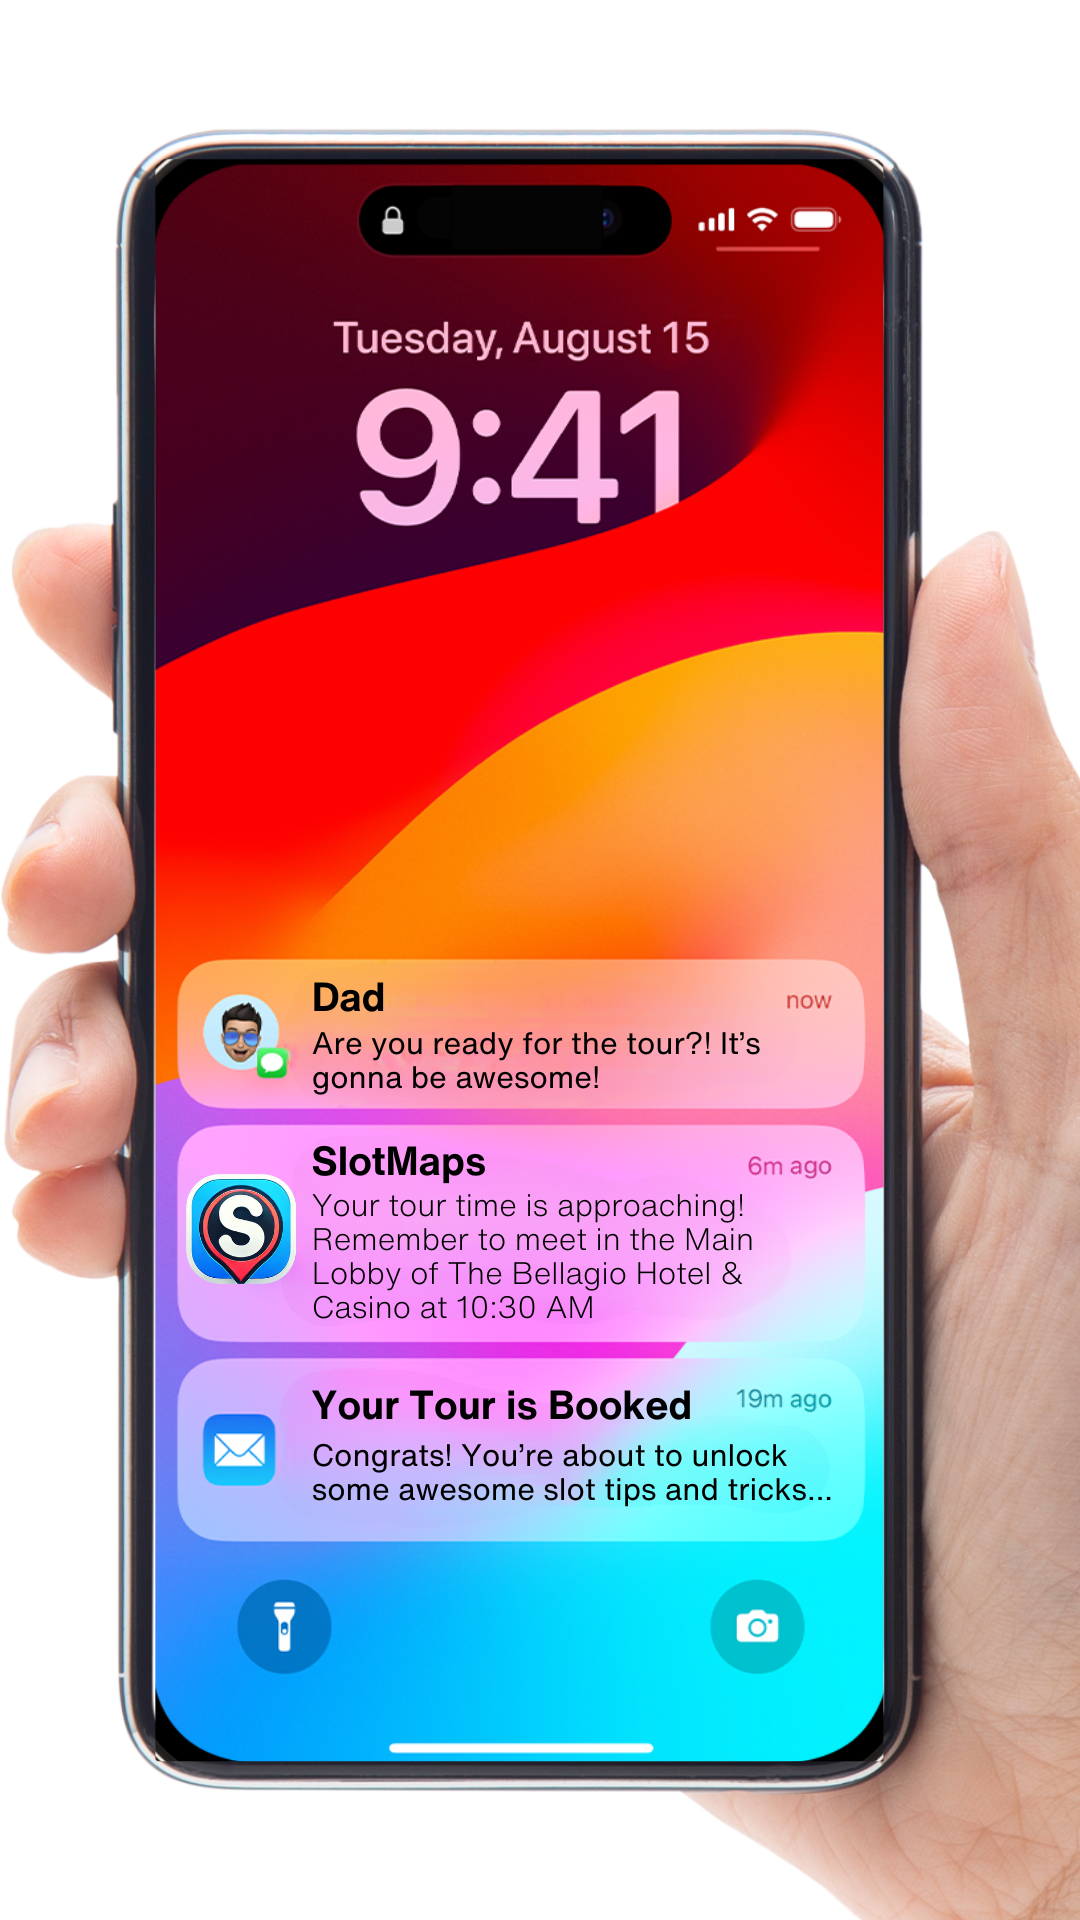 Tuesday, August 15
9:41
Dad
now
Are you ready for the tour?! It’s
gonna be awesome!
SlotMaps
6m ago
S
Your tour time is approaching!
Remember to meet in the Main
Lobby of The Bellagio Hotel &
Casino at 10:30 AM
Your Tour is Booked
19m ago
Congrats! You’re about to unlock
some awesome slot tips and tricks...